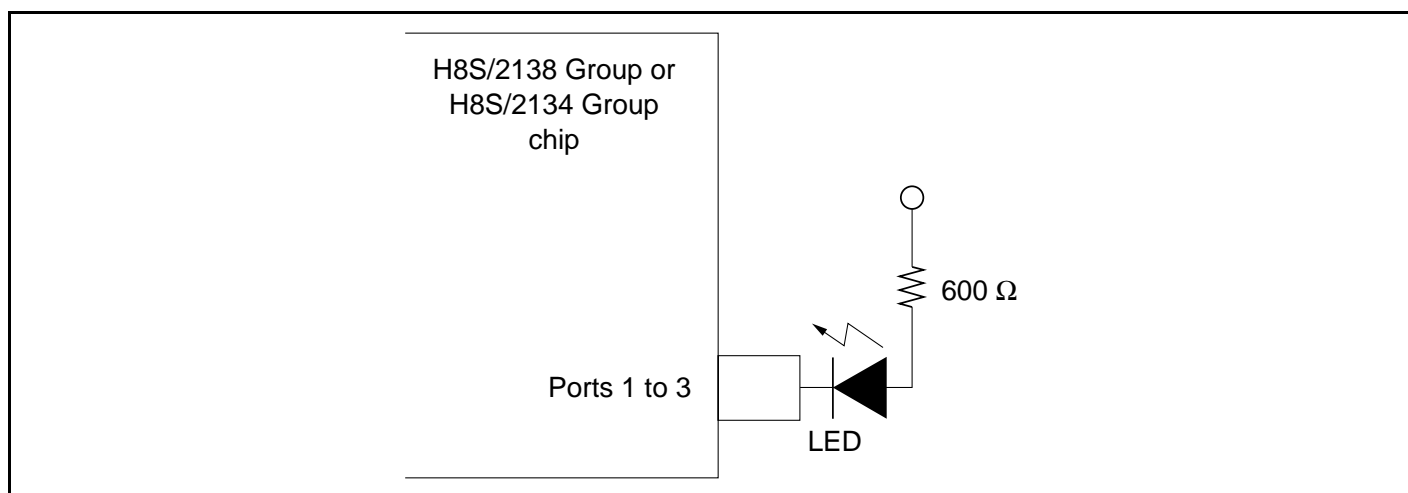 H8S/2138 Group or
H8S/2134 Group
chip
600 Ω
Ports 1 to 3
LED